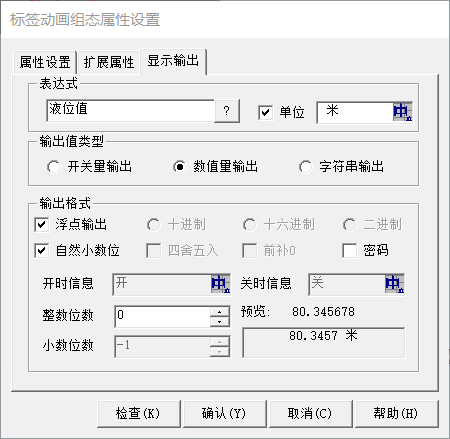 标签动画组态属性设置
属性设置 扩展属性 显示输出
表达式
液位值 ? 单位 米 中
输出值类型
开关量输出 数值量输出 字符串输出
输出格式
浮点输出 十进制 十六进制 二进制
自然小数位 四舍五入 前补0 密码
开时信息 开 中 关时信息 关 中
整数位数 0 预览: 80.345678
小数位数 -1 80.3457 米
检查(K) 确认(Y) 取消(C) 帮助(H)